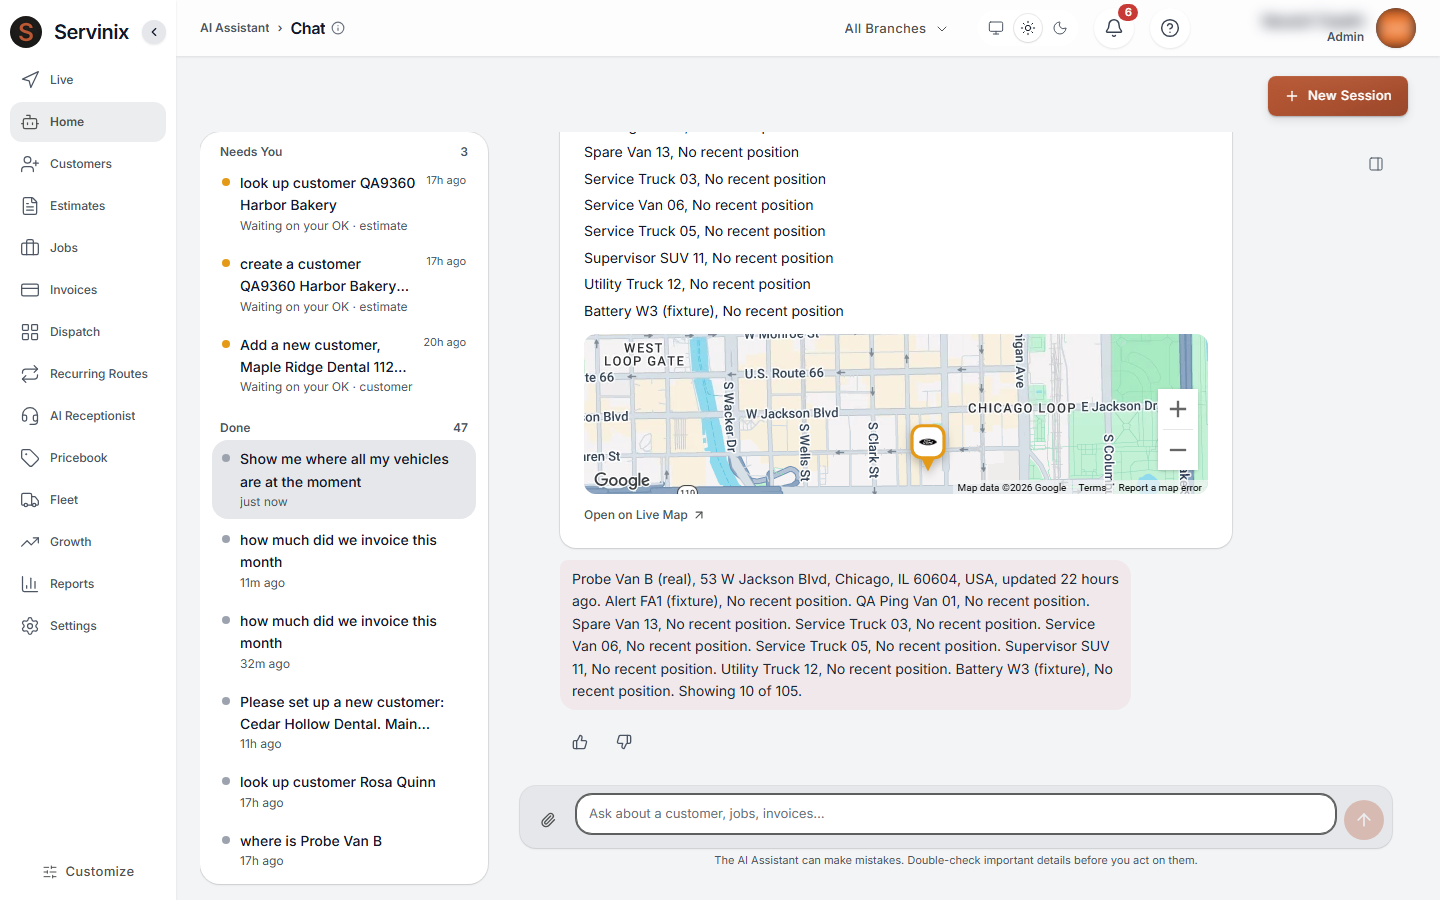 S Servinix
AI Assistant › Chat
All Branches
6
Admin
Live
Home
Customers
Estimates
Jobs
Invoices
Dispatch
Recurring Routes
AI Receptionist
Pricebook
Fleet
Growth
Reports
Settings
Customize
+ New Session
Needs You 3
look up customer QA9360 17h ago
Harbor Bakery
Waiting on your OK · estimate
create a customer 17h ago
QA9360 Harbor Bakery...
Waiting on your OK · estimate
Add a new customer, 20h ago
Maple Ridge Dental 112...
Waiting on your OK · customer
Done 47
Show me where all my vehicles
are at the moment
just now
how much did we invoice this
month
11m ago
how much did we invoice this
month
32m ago
Please set up a new customer:
Cedar Hollow Dental. Main...
11h ago
look up customer Rosa Quinn
17h ago
where is Probe Van B
17h ago
Spare Van 13, No recent position
Service Truck 03, No recent position
Service Van 06, No recent position
Service Truck 05, No recent position
Supervisor SUV 11, No recent position
Utility Truck 12, No recent position
Battery W3 (fixture), No recent position
W Monroe St
WEST
LOOP GATE
te 66
U.S. Route 66
higan Ave
on Blvd
W Jackson Blvd
CHICAGO LOOP
E Jackson Dr
S Wacker Dr
S Wells St
S Clark St
S Colum
ren St
110
Google
Map data ©2026 Google
Terms
Report a map error
Open on Live Map
Probe Van B (real), 53 W Jackson Blvd, Chicago, IL 60604, USA, updated 22 hours
ago. Alert FA1 (fixture), No recent position. QA Ping Van 01, No recent position.
Spare Van 13, No recent position. Service Truck 03, No recent position. Service
Van 06, No recent position. Service Truck 05, No recent position. Supervisor SUV
11, No recent position. Utility Truck 12, No recent position. Battery W3 (fixture), No
recent position. Showing 10 of 105.
Ask about a customer, jobs, invoices...
The AI Assistant can make mistakes. Double-check important details before you act on them.